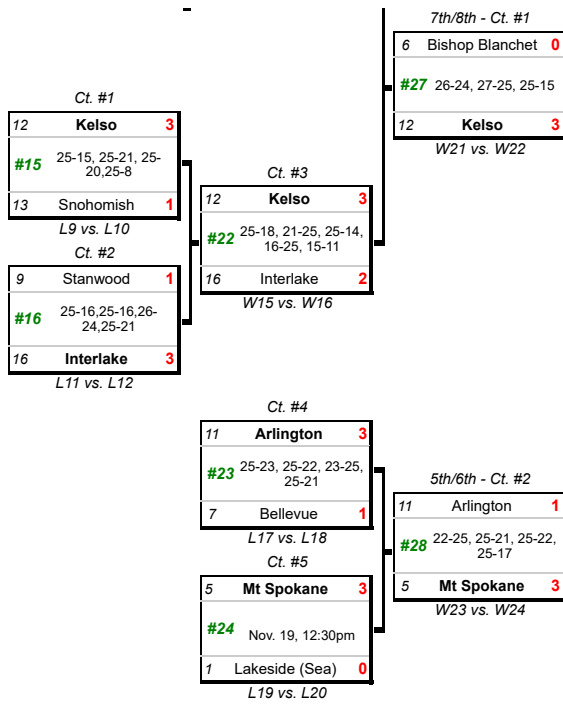 7th/8th - Ct. #1
6 Bishop Blanchet 0
#27 26-24, 27-25, 25-15
12 Kelso 3
W21 vs. W22
Ct. #1
12 Kelso 3
#15 25-15, 25-21, 25-
20,25-8
13 Snohomish 1
L9 vs. L10
Ct. #2
9 Stanwood 1
#16 25-16,25-16,26-
24,25-21
16 Interlake 3
L11 vs. L12
Ct. #3
12 Kelso 3
#22 25-18, 21-25, 25-14,
16-25, 15-11
16 Interlake 2
W15 vs. W16
Ct. #4
11 Arlington 3
#23 25-23, 25-22, 23-25,
25-21
7 Bellevue 1
L17 vs. L18
Ct. #5
5 Mt Spokane 3
#24 Nov. 19, 12:30pm
1 Lakeside (Sea) 0
L19 vs. L20
5th/6th - Ct. #2
11 Arlington 1
#28 22-25, 25-21, 25-22,
25-17
5 Mt Spokane 3
W23 vs. W24